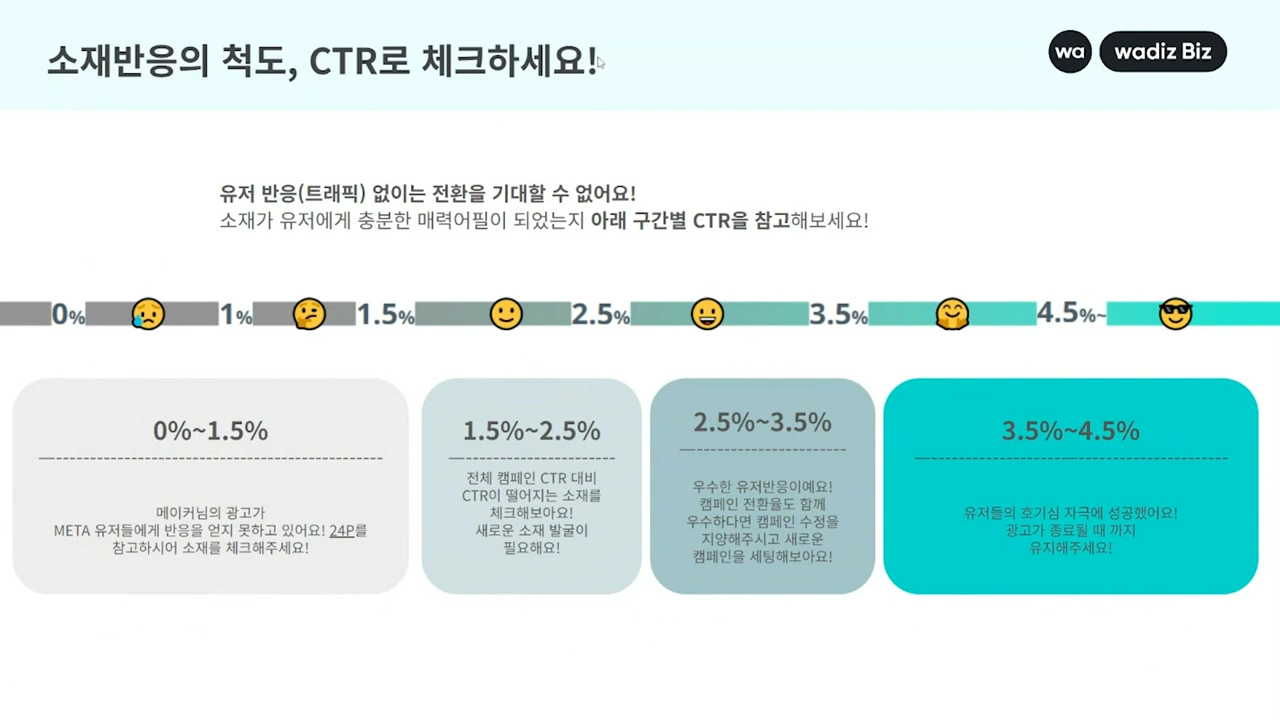 소재반응의 척도, CTR로 체크하세요!
wa
wadiz Biz
유저 반응(트래픽) 없이는 전환을 기대할 수 없어요!
소재가 유저에게 충분한 매력어필이 되었는지 아래 구간별 CTR을 참고해보세요!
0% 1% 1.5% 2.5% 3.5% 4.5%~
0%~1.5%
메이커님의 광고가
META 유저들에게 반응을 얻지 못하고 있어요! 24P를
참고하시어 소재를 체크해주세요!
1.5%~2.5%
전체 캠페인 CTR 대비
CTR이 떨어지는 소재를
체크해보아요!
새로운 소재 발굴이
필요해요!
2.5%~3.5%
우수한 유저반응이예요!
캠페인 전환율도 함께
우수하다면 캠페인 수정을
지양해주시고 새로운
캠페인을 세팅해보아요!
3.5%~4.5%
유저들의 호기심 자극에 성공했어요!
광고가 종료될 때 까지
유지해주세요!